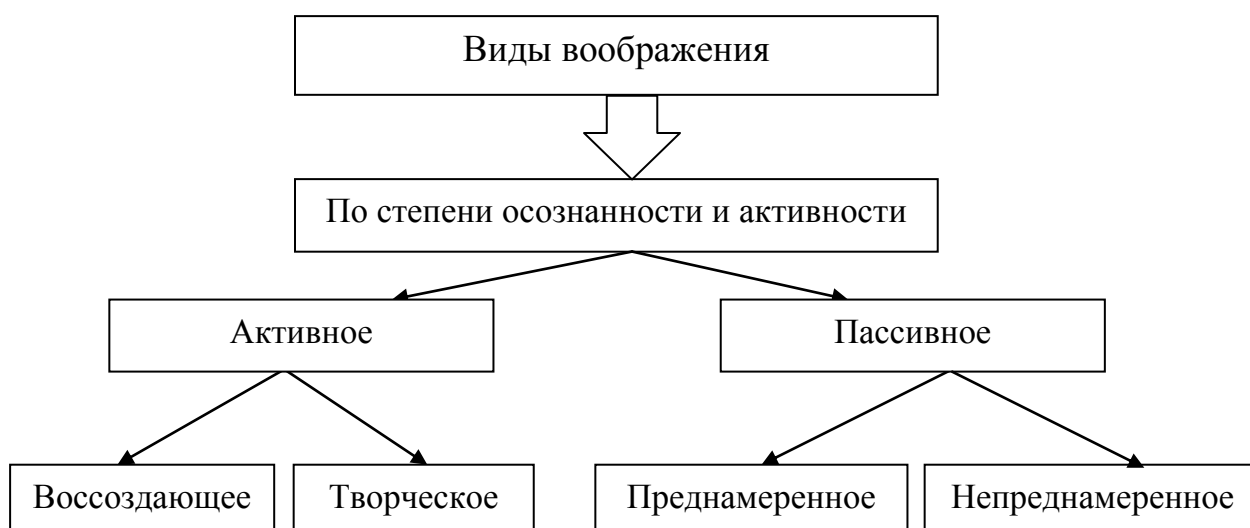 Виды воображения
По степени осознанности и активности
Активное
Пассивное
Воссоздающее
Творческое
Преднамеренное
Непреднамеренное